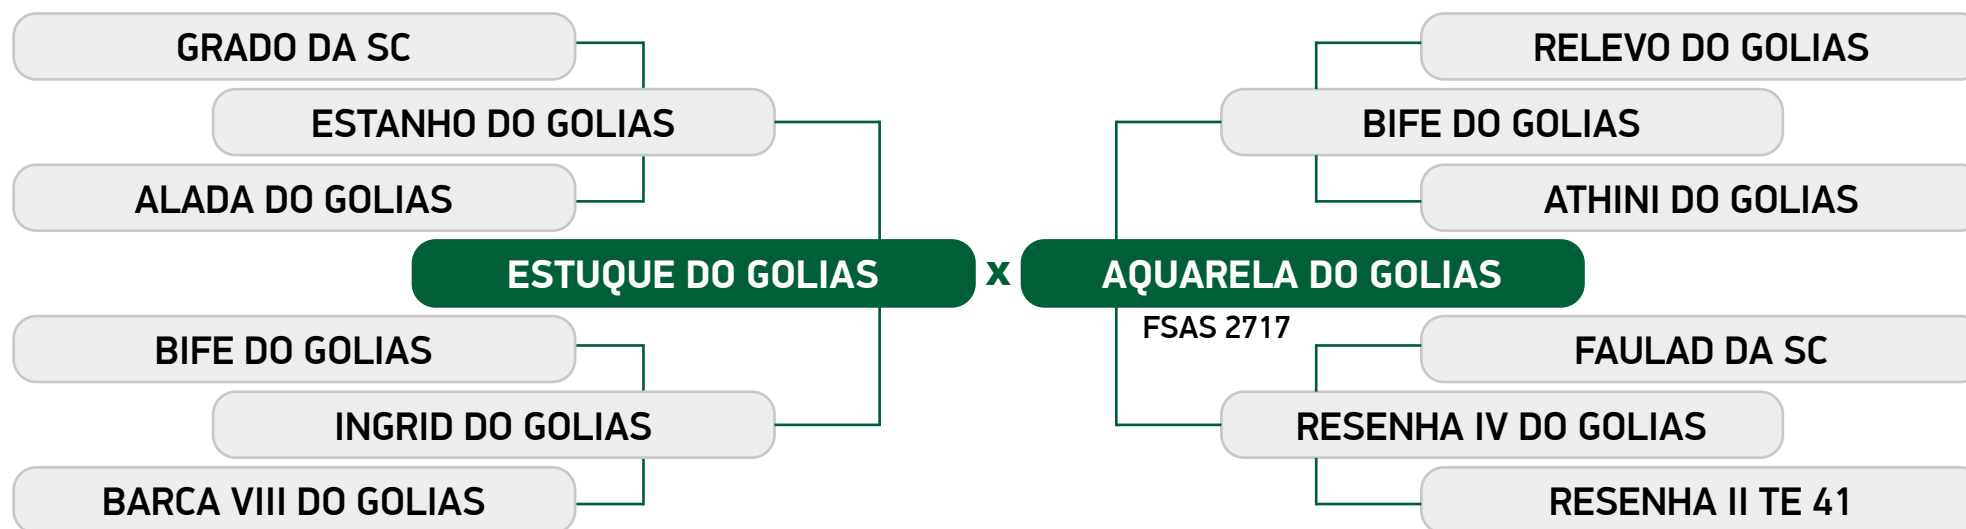 GRADO DA SC
RELEVO DO GOLIAS
ESTANHO DO GOLIAS
BIFE DO GOLIAS
ALADA DO GOLIAS
ATHINI DO GOLIAS
ESTUQUE DO GOLIAS x AQUARELA DO GOLIAS
FSAS 2717
BIFE DO GOLIAS
FAULAD DA SC
INGRID DO GOLIAS
RESENHA IV DO GOLIAS
BARCA VIII DO GOLIAS
RESENHA II TE 41